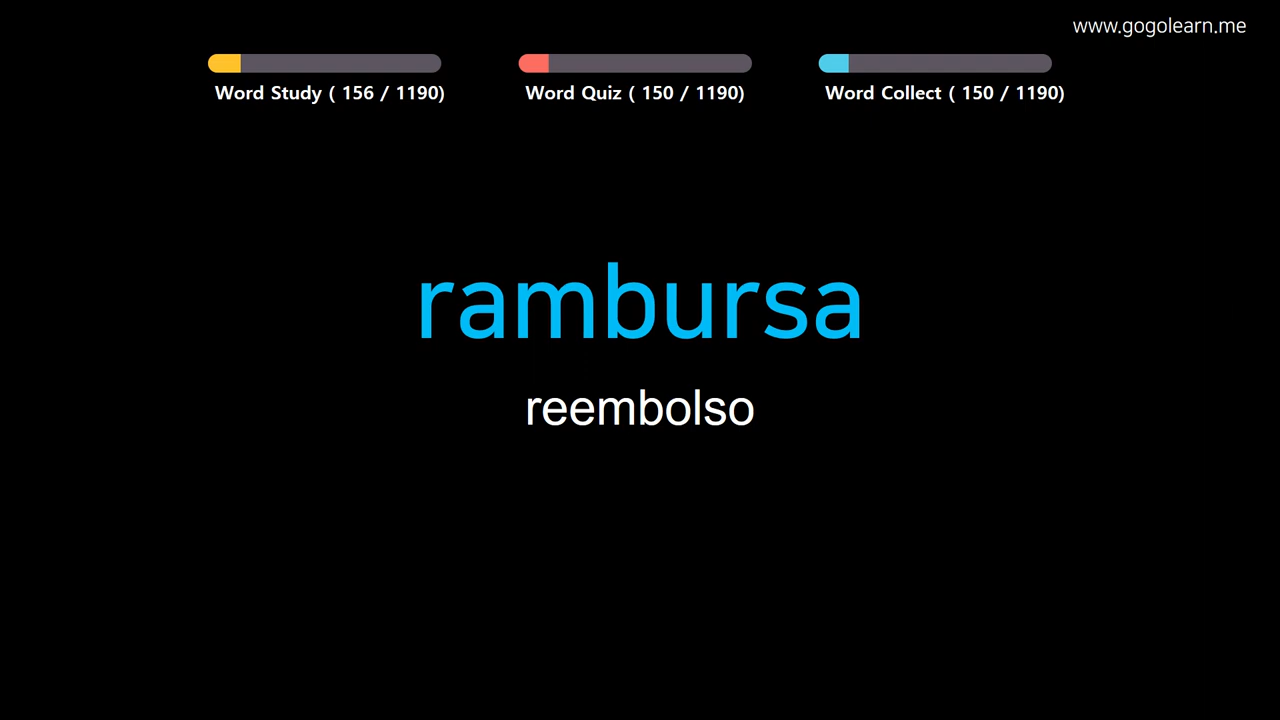 www.gogolearn.me
Word Study ( 156 / 1190)
Word Quiz ( 150 / 1190)
Word Collect ( 150 / 1190)
rambursa
reembolso